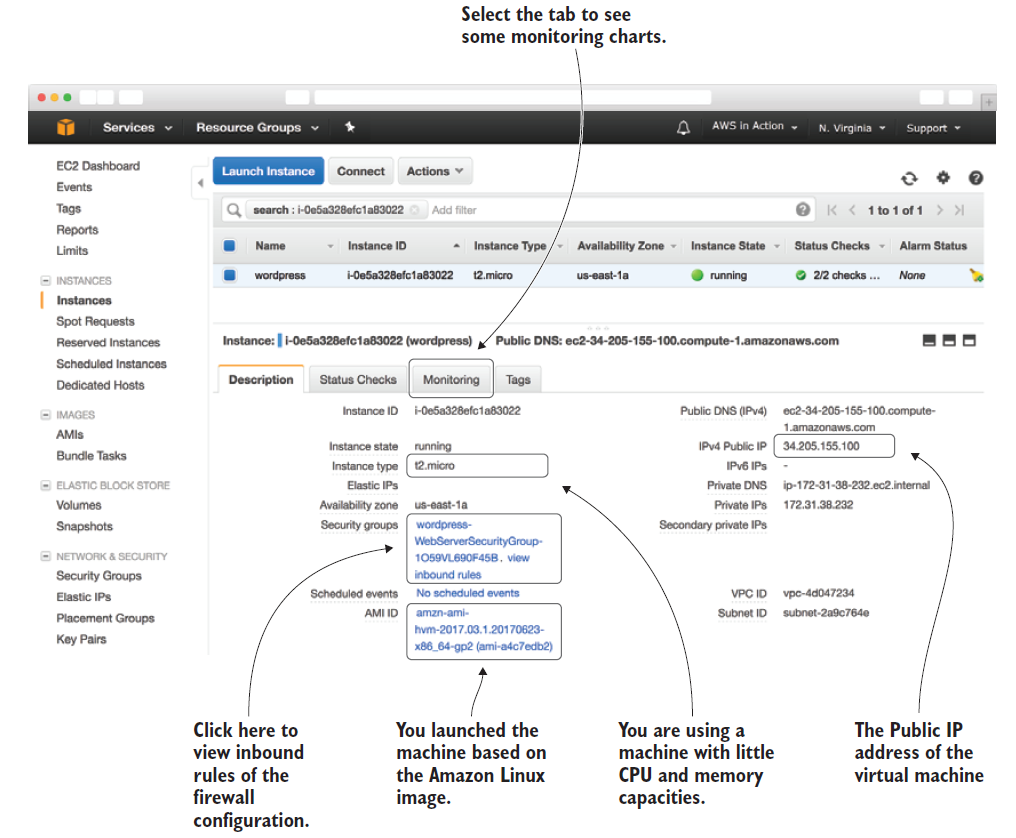 Select the tab to see
some monitoring charts.
Services
Resource Groups
AWS in Action
N. Virginia
Support
EC2 Dashboard
Events
Tags
Reports
Limits
INSTANCES
Instances
Spot Requests
Reserved Instances
Scheduled Instances
Dedicated Hosts
IMAGES
AMIs
Bundle Tasks
ELASTIC BLOCK STORE
Volumes
Snapshots
NETWORK & SECURITY
Security Groups
Elastic IPs
Placement Groups
Key Pairs
Launch Instance Connect Actions
search : i-0e5a328efc1a83022 Add filter 1 to 1 of 1
Name Instance ID Instance Type Availability Zone Instance State Status Checks Alarm Status
wordpress i-0e5a328efc1a83022 t2.micro us-east-1a running 2/2 checks ... None
Instance: i-0e5a328efc1a83022 (wordpress) Public DNS: ec2-34-205-155-100.compute-1.amazonaws.com
Description Status Checks Monitoring Tags
Instance ID i-0e5a328efc1a83022
Instance state running
Instance type t2.micro
Elastic IPs
Availability zone us-east-1a
Security groups wordpress-
WebServerSecurityGroup-
1O59VL690F45B. view
inbound rules
Scheduled events No scheduled events
AMI ID amzn-ami-
hvm-2017.03.1.20170623-
x86_64-gp2 (ami-a4c7edb2)
Public DNS (IPv4) ec2-34-205-155-100.compute-
1.amazonaws.com
IPv4 Public IP 34.205.155.100
IPv6 IPs -
Private DNS ip-172-31-38-232.ec2.internal
Private IPs 172.31.38.232
Secondary private IPs
VPC ID vpc-4d047234
Subnet ID subnet-2a9c764e
Click here to
view inbound
rules of the
firewall
configuration.
You launched the
machine based on
the Amazon Linux
image.
You are using a
machine with little
CPU and memory
capacities.
The Public IP
address of the
virtual machine